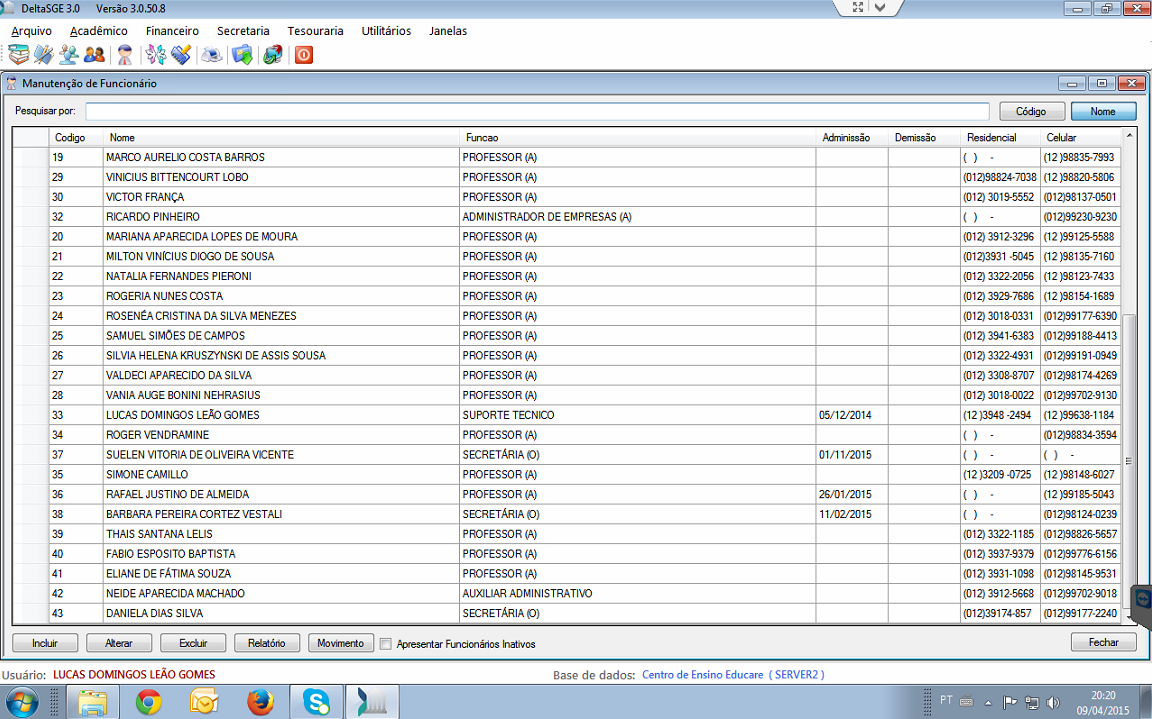 DeltaSGE 3.0 Versão 3.0.50.8
Arquivo Acadêmico Financeiro Secretaria Tesouraria Utilitários Janelas
Manutenção de Funcionário
Pesquisar por: Código Nome
Codigo Nome Funcao Adminissão Demissão Residencial Celular
19 MARCO AURELIO COSTA BARROS PROFESSOR (A) ( ) - (12 )98835-7993
29 VINICIUS BITTENCOURT LOBO PROFESSOR (A) (012)98824-7038 (12 )98820-5806
30 VICTOR FRANÇA PROFESSOR (A) (012) 3019-5552 (012)98137-0501
32 RICARDO PINHEIRO ADMINISTRADOR DE EMPRESAS (A) ( ) - (012)99230-9230
20 MARIANA APARECIDA LOPES DE MOURA PROFESSOR (A) (012) 3912-3296 (12 )99125-5588
21 MILTON VINÍCIUS DIOGO DE SOUSA PROFESSOR (A) (012)3931 -5045 (12 )98135-7160
22 NATALIA FERNANDES PIERONI PROFESSOR (A) (012) 3322-2056 (12 )98123-7433
23 ROGERIA NUNES COSTA PROFESSOR (A) (012) 3929-7686 (12 )98154-1689
24 ROSENÉA CRISTINA DA SILVA MENEZES PROFESSOR (A) (012) 3018-0331 (012)99177-6390
25 SAMUEL SIMÕES DE CAMPOS PROFESSOR (A) (012) 3941-6383 (012)99188-4413
26 SILVIA HELENA KRUSZYNSKI DE ASSIS SOUSA PROFESSOR (A) (012) 3322-4931 (012)99191-0949
27 VALDECI APARECIDO DA SILVA PROFESSOR (A) (012) 3308-8707 (012)98174-4269
28 VANIA AUGE BONINI NEHRASIUS PROFESSOR (A) (012) 3018-0022 (012)99702-9130
33 LUCAS DOMINGOS LEÃO GOMES SUPORTE TECNICO 05/12/2014 (12 )3948 -2494 (12 )99638-1184
34 ROGER VENDRAMINE PROFESSOR (A) ( ) - (012)98834-3594
37 SUELEN VITORIA DE OLIVEIRA VICENTE SECRETÁRIA (O) 01/11/2015 ( ) - ( ) -
35 SIMONE CAMILLO PROFESSOR (A) (12 )3209 -0725 (12 )98148-6027
36 RAFAEL JUSTINO DE ALMEIDA PROFESSOR (A) 26/01/2015 ( ) - (12 )99185-5043
38 BARBARA PEREIRA CORTEZ VESTALI SECRETÁRIA (O) 11/02/2015 ( ) - (012)98124-0239
39 THAIS SANTANA LELIS PROFESSOR (A) (012) 3322-1185 (012)98826-5657
40 FABIO ESPOSITO BAPTISTA PROFESSOR (A) (012) 3937-9379 (012)99776-6156
41 ELIANE DE FÁTIMA SOUZA PROFESSOR (A) (012) 3931-1098 (012)98145-9531
42 NEIDE APARECIDA MACHADO AUXILIAR ADMINISTRATIVO (012) 3912-5668 (012)99702-9018
43 DANIELA DIAS SILVA SECRETÁRIA (O) (012)39174-857 (012)99177-2240
Incluir Alterar Excluir Relatório Movimento Apresentar Funcionários Inativos Fechar
Usuário: LUCAS DOMINGOS LEÃO GOMES Base de dados: Centro de Ensino Educare ( SERVER2 )
PT 20:20
09/04/2015